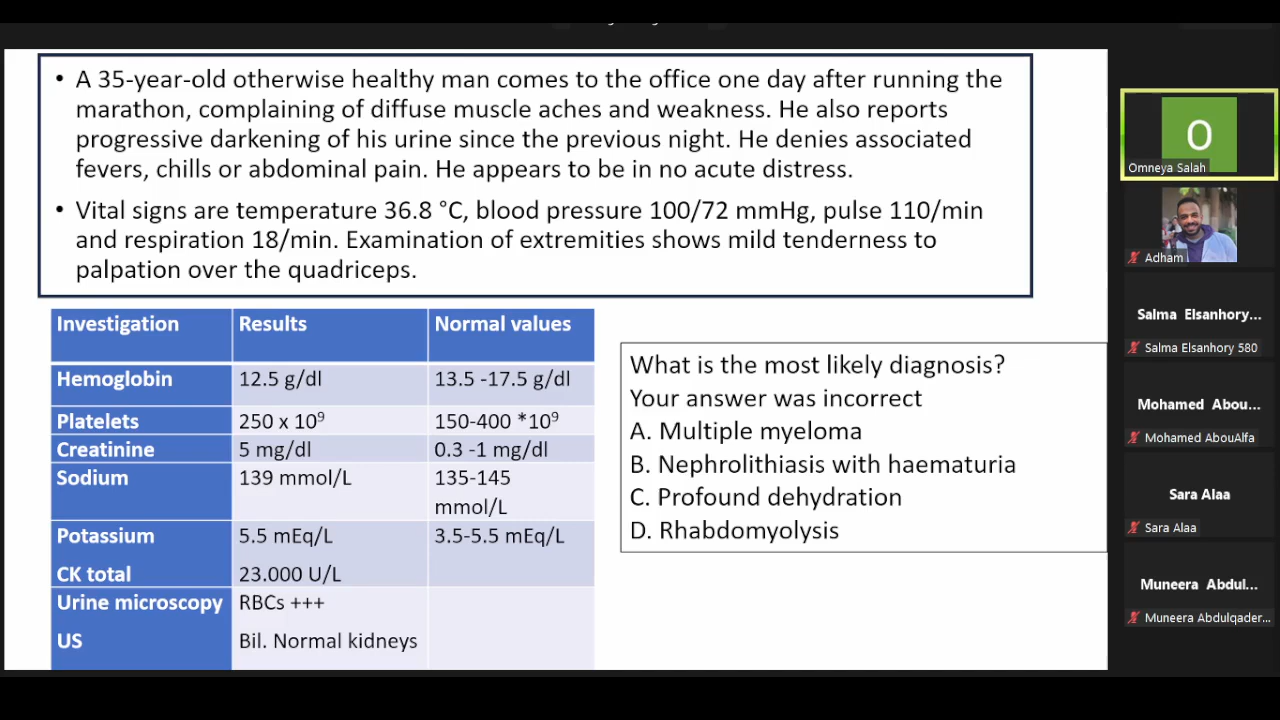 • A 35-year-old otherwise healthy man comes to the office one day after running the
marathon, complaining of diffuse muscle aches and weakness. He also reports
progressive darkening of his urine since the previous night. He denies associated
fevers, chills or abdominal pain. He appears to be in no acute distress.
• Vital signs are temperature 36.8 °C, blood pressure 100/72 mmHg, pulse 110/min
and respiration 18/min. Examination of extremities shows mild tenderness to
palpation over the quadriceps.
Investigation Results Normal values
Hemoglobin 12.5 g/dl 13.5 -17.5 g/dl
Platelets 250 x 10⁹ 150-400 *10⁹
Creatinine 5 mg/dl 0.3 -1 mg/dl
Sodium 139 mmol/L 135-145
mmol/L
Potassium 5.5 mEq/L 3.5-5.5 mEq/L
CK total 23.000 U/L
Urine microscopy RBCs +++
US Bil. Normal kidneys
What is the most likely diagnosis?
Your answer was incorrect
A. Multiple myeloma
B. Nephrolithiasis with haematuria
C. Profound dehydration
D. Rhabdomyolysis
O
Omneya Salah
Adham
Salma Elsanhory...
Salma Elsanhory 580
Mohamed Abou...
Mohamed AbouAlfa
Sara Alaa
Sara Alaa
Muneera Abdul...
Muneera Abdulqader...